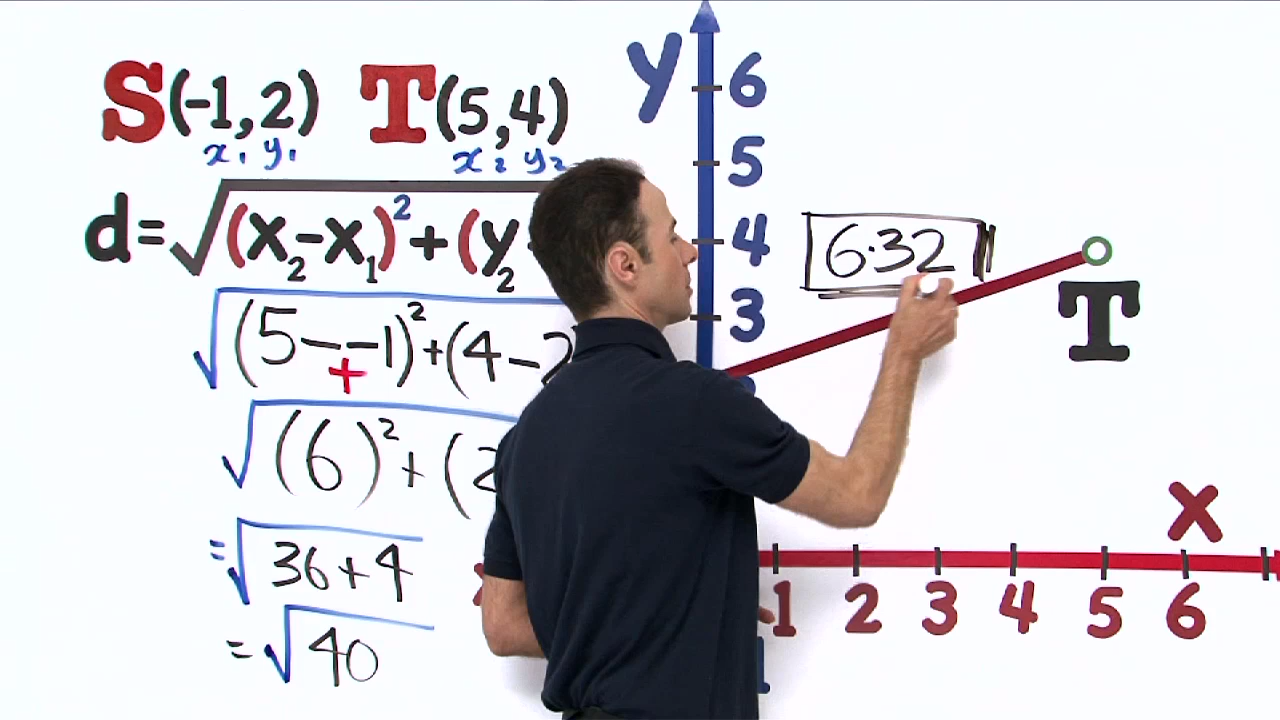 S(-1,2) T(5,4)
x₁ y₁ x₂ y₂
d=√(x₂-x₁)²+(y₂
√(5--1)²+(4-2
+
√(6)²+(2
=√36+4
=√40
Y
6
5
4
3
6.32
T
X
1 2 3 4 5 6